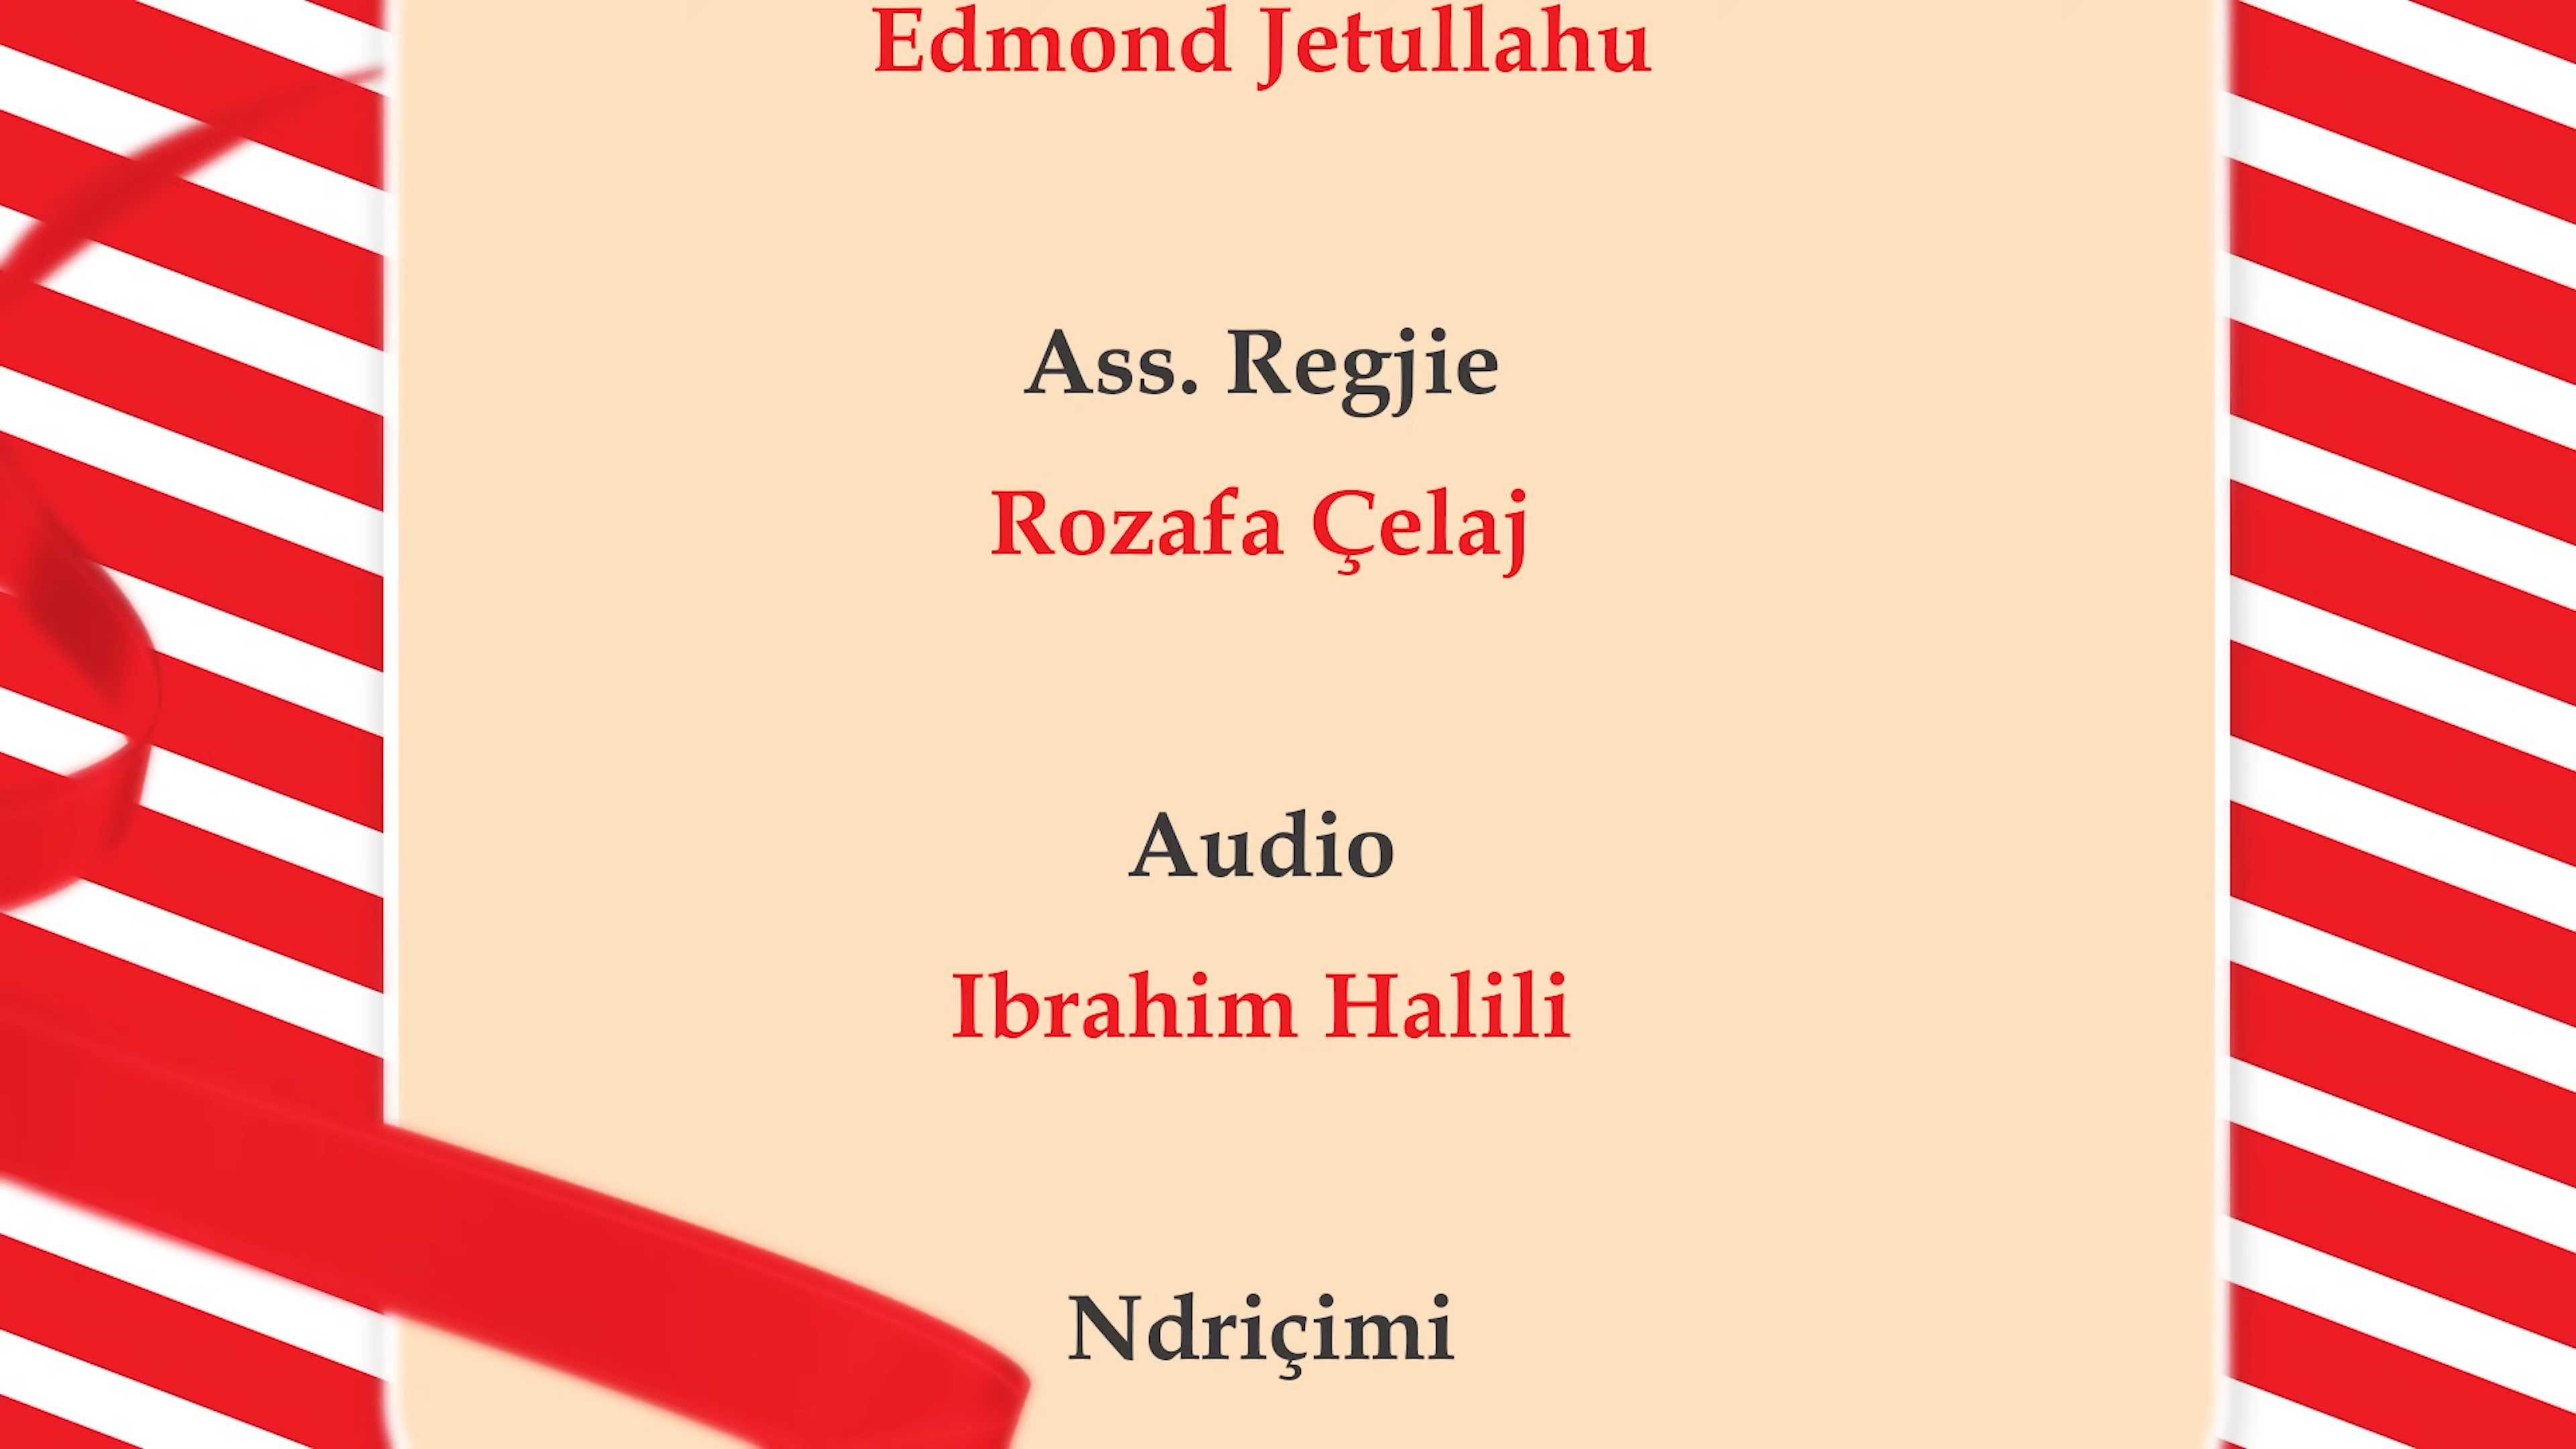 Edmond Jetullahu
Ass. Regjie
Rozafa Çelaj
Audio
Ibrahim Halili
Ndriçimi